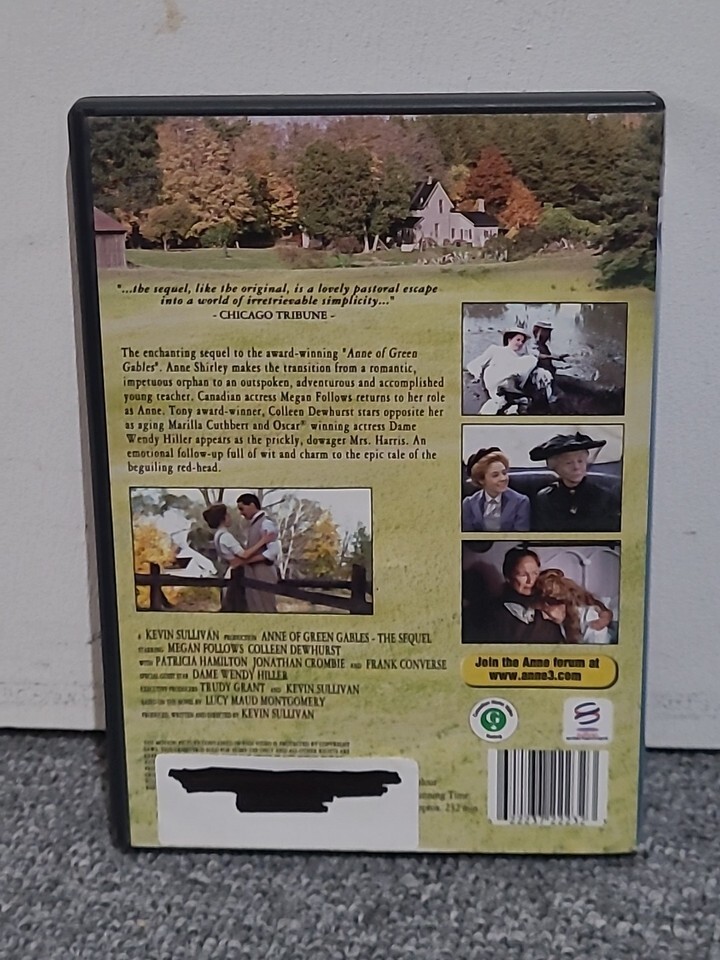 "...the sequel, like the original, is a lovely pastoral escape
into a world of irretrievable simplicity..."
- CHICAGO TRIBUNE -
The enchanting sequel to the award-winning "Anne of Green
Gables". Anne Shirley makes the transition from a romantic,
impetuous orphan to an outspoken, adventurous and accomplished
young teacher. Canadian actress Megan Follows returns to her role
as Anne. Tony award-winner, Colleen Dewhurst stars opposite her
as aging Marilla Cuthbert and Oscar® winning actress Dame
Wendy Hiller appears as the prickly, dowager Mrs. Harris. An
emotional follow-up full of wit and charm to the epic tale of the
beguiling red-head.
A KEVIN SULLIVAN PRODUCTION ANNE OF GREEN GABLES - THE SEQUEL
STARRING MEGAN FOLLOWS COLLEEN DEWHURST
WITH PATRICIA HAMILTON JONATHAN CROMBIE AND FRANK CONVERSE
SPECIAL GUEST STAR DAME WENDY HILLER
EXECUTIVE PRODUCERS TRUDY GRANT AND KEVIN SULLIVAN
BASED ON THE NOVEL BY LUCY MAUD MONTGOMERY
PRODUCED, WRITTEN AND DIRECTED BY KEVIN SULLIVAN
Join the Anne forum at
www.anne3.com
G